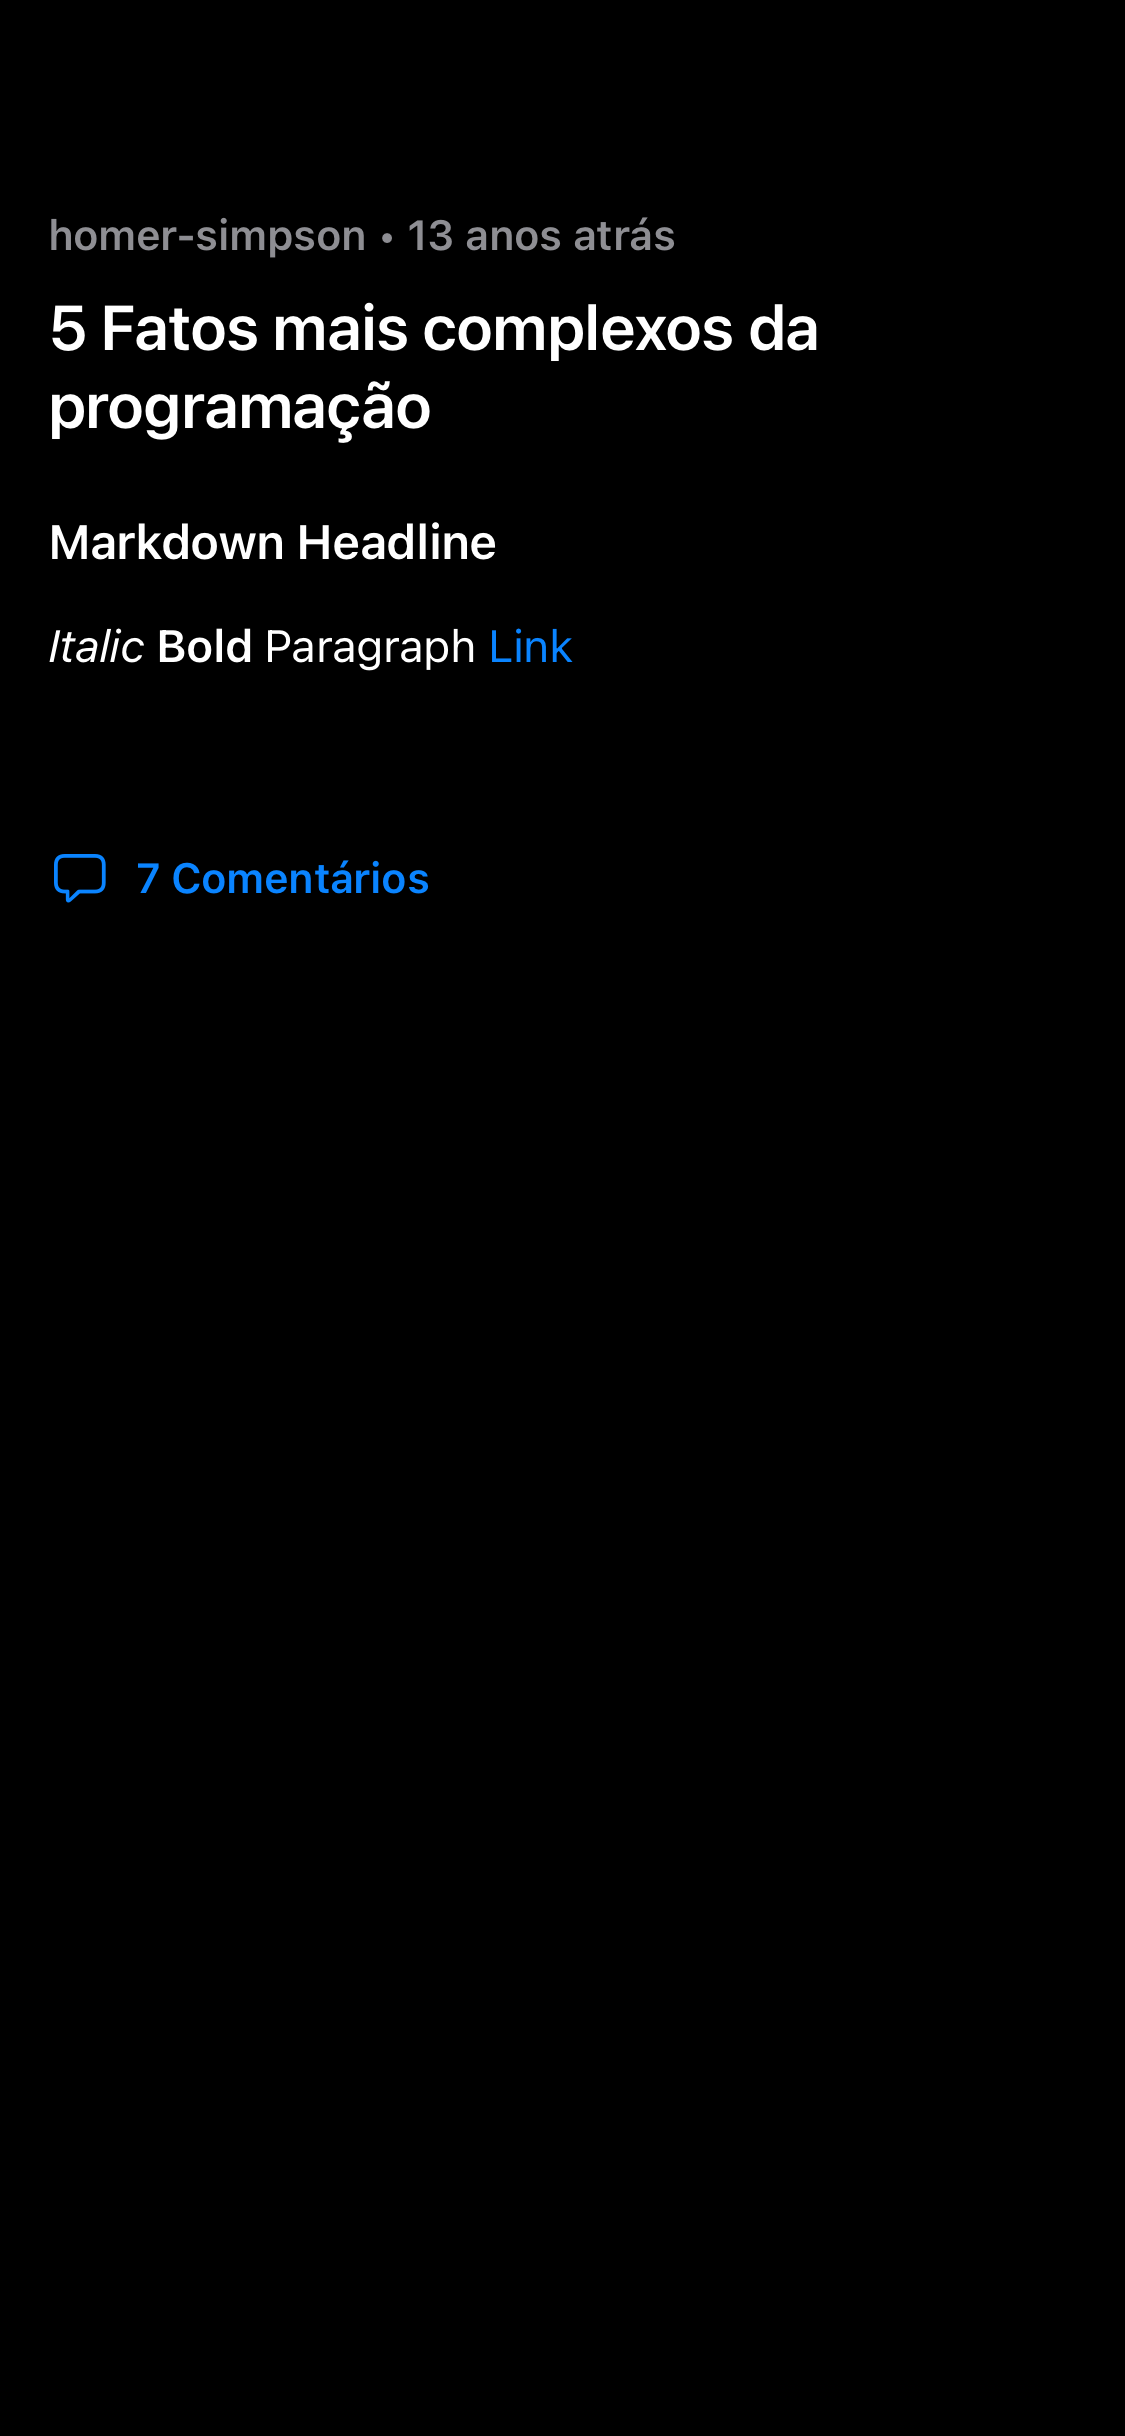 homer-simpson • 13 anos atrás
5 Fatos mais complexos da
programação
Markdown Headline
Italic Bold Paragraph Link
7 Comentários